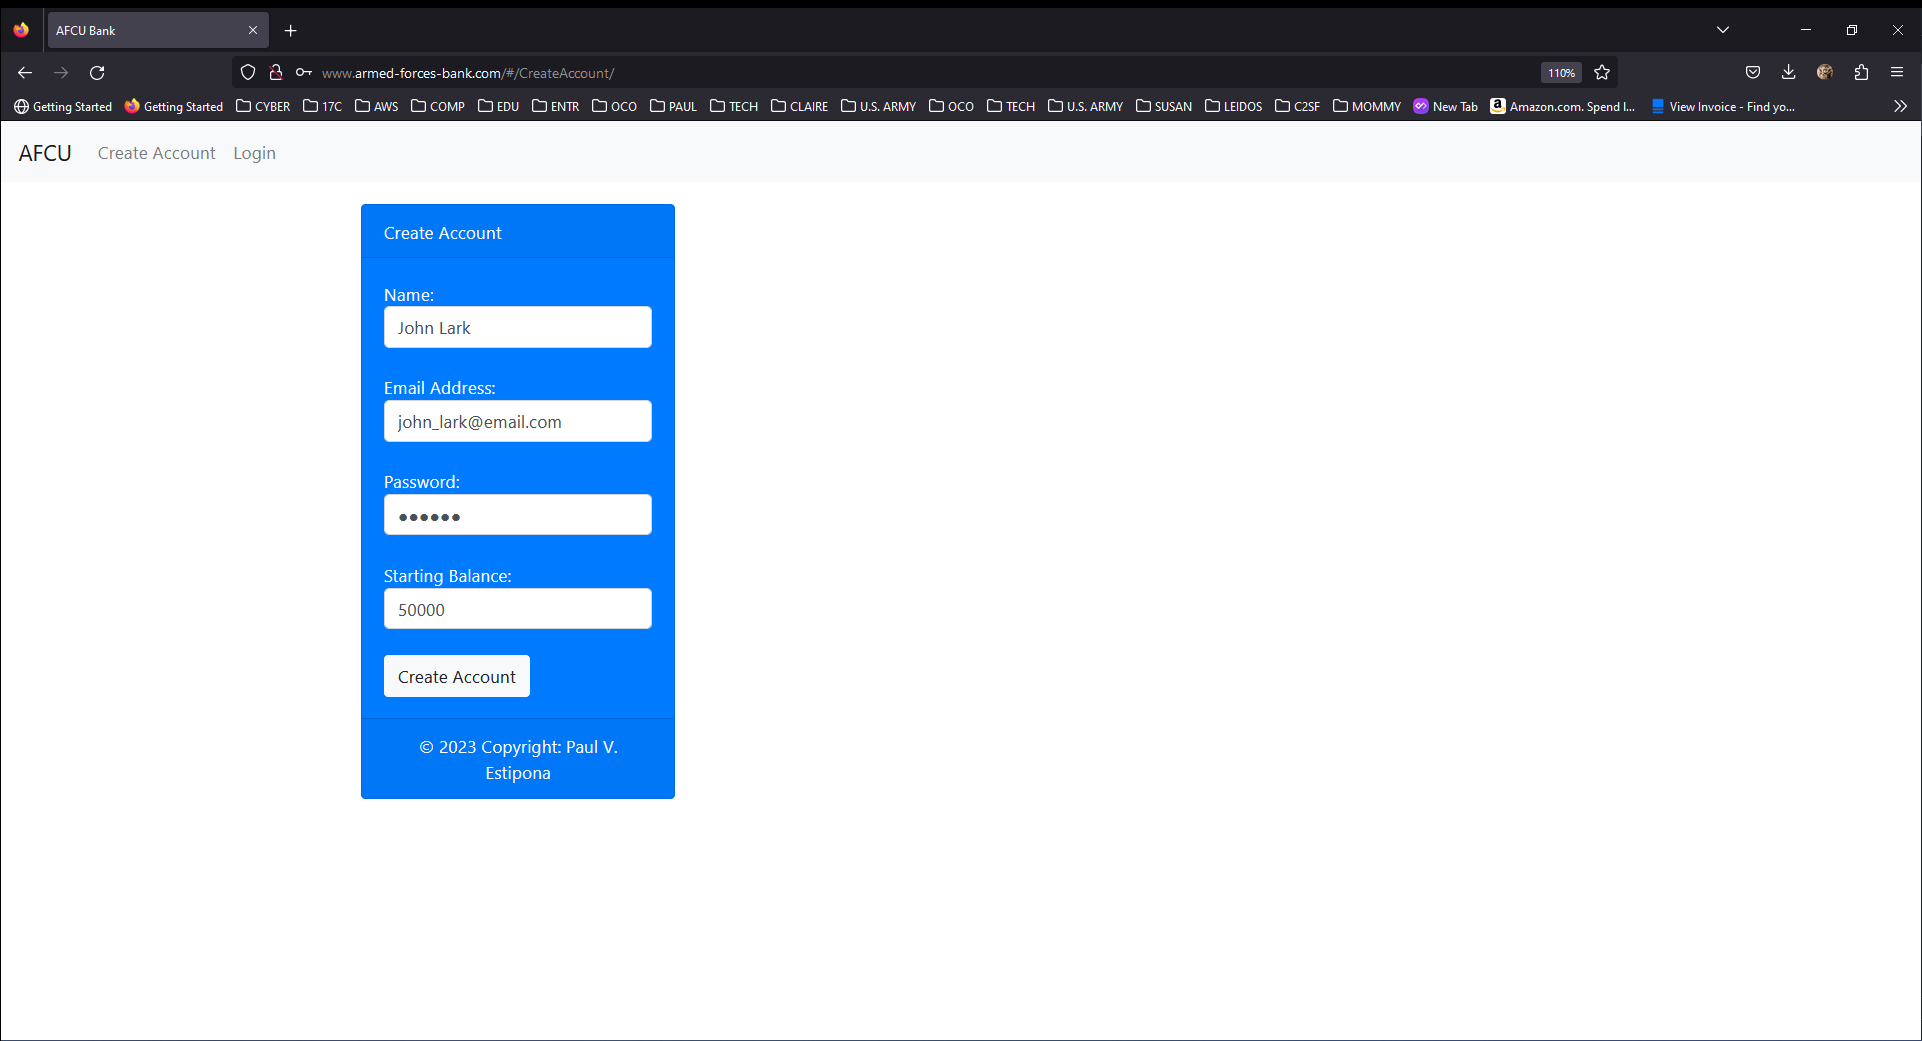 AFCU Bank
www.armed-forces-bank.com/#/CreateAccount/
110%
Getting Started Getting Started CYBER 17C AWS COMP EDU ENTR OCO PAUL TECH CLAIRE U.S. ARMY OCO TECH U.S. ARMY SUSAN LEIDOS C2SF MOMMY New Tab Amazon.com. Spend l... View Invoice - Find yo...
AFCU Create Account Login
Create Account
Name:
John Lark
Email Address:
john_lark@email.com
Password:
●●●●●●
Starting Balance:
50000
Create Account
© 2023 Copyright: Paul V.
Estipona